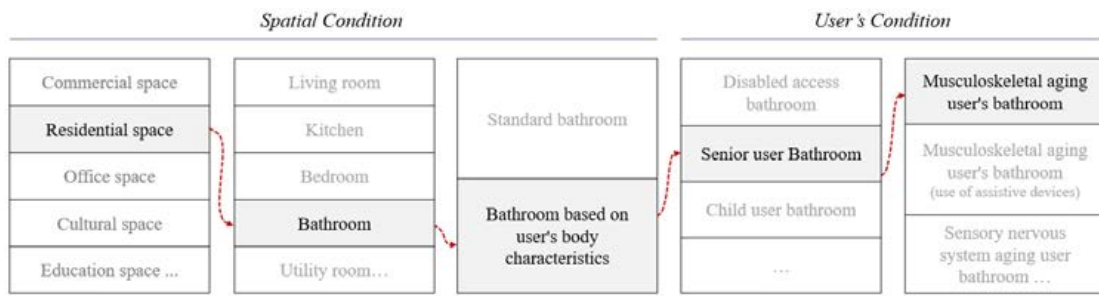 Spatial Condition
User's Condition
Commercial space
Residential space
Office space
Cultural space
Education space ...
Living room
Kitchen
Bedroom
Bathroom
Utility room…
Standard bathroom
Bathroom based on
user's body
characteristics
Disabled access
bathroom
Senior user Bathroom
Child user bathroom
…
Musculoskeletal aging
user's bathroom
Musculoskeletal aging
user's bathroom
(use of assistive devices)
Sensory nervous
system aging user
bathroom …